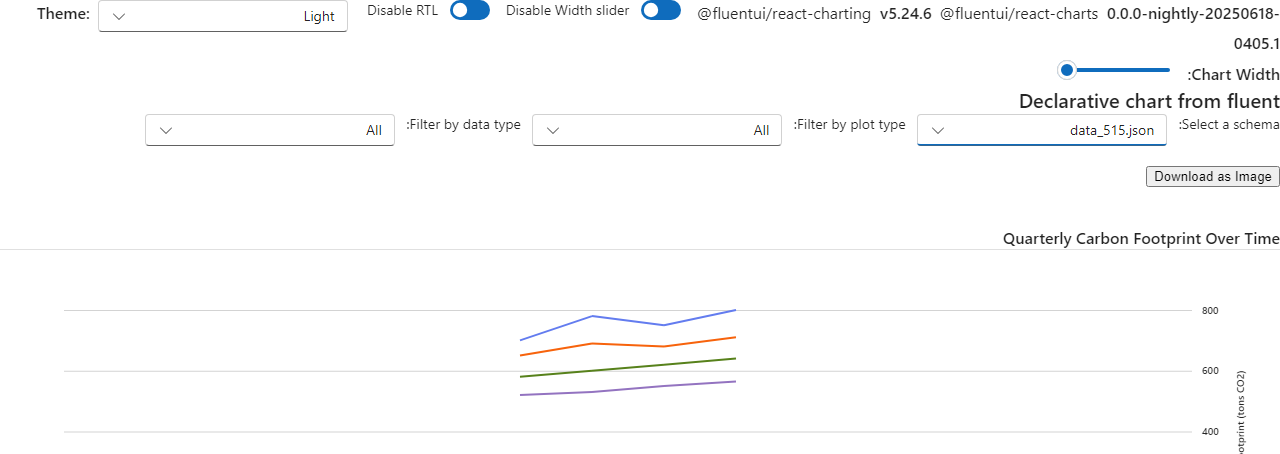 Theme: Light Disable RTL Disable Width slider @fluentui/react-charting v5.24.6 @fluentui/react-charts 0.0.0-nightly-20250618-
0405.1
:Chart Width
Declarative chart from fluent
:Select a schema data_515.json :Filter by plot type All :Filter by data type All
Download as Image
Quarterly Carbon Footprint Over Time
800
600
400
(tons CO2)